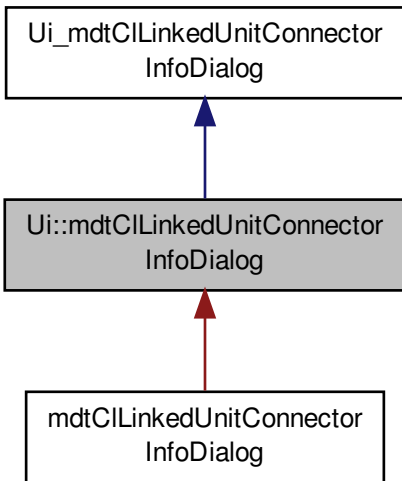 Ui_mdtClLinkedUnitConnector
InfoDialog
Ui::mdtClLinkedUnitConnector
InfoDialog
mdtClLinkedUnitConnector
InfoDialog